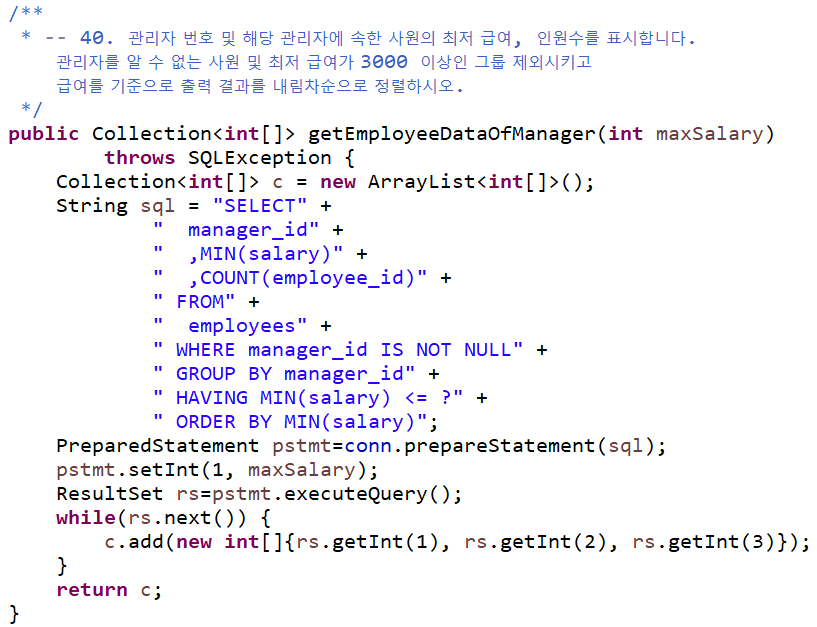 /**
 * -- 40. 관리자 번호 및 해당 관리자에 속한 사원의 최저 급여, 인원수를 표시합니다.
    관리자를 알 수 없는 사원 및 최저 급여가 3000 이상인 그룹 제외시키고
    급여를 기준으로 출력 결과를 내림차순으로 정렬하시오.
 */
public Collection<int[]> getEmployeeDataOfManager(int maxSalary)
        throws SQLException {
    Collection<int[]> c = new ArrayList<int[]>();
    String sql = "SELECT" +
            "  manager_id" +
            "  ,MIN(salary)" +
            "  ,COUNT(employee_id)" +
            " FROM" +
            "  employees" +
            " WHERE manager_id IS NOT NULL" +
            " GROUP BY manager_id" +
            " HAVING MIN(salary) <= ?" +
            " ORDER BY MIN(salary)";
    PreparedStatement pstmt=conn.prepareStatement(sql);
    pstmt.setInt(1, maxSalary);
    ResultSet rs=pstmt.executeQuery();
    while(rs.next()) {
        c.add(new int[]{rs.getInt(1), rs.getInt(2), rs.getInt(3)});
    }
    return c;
}